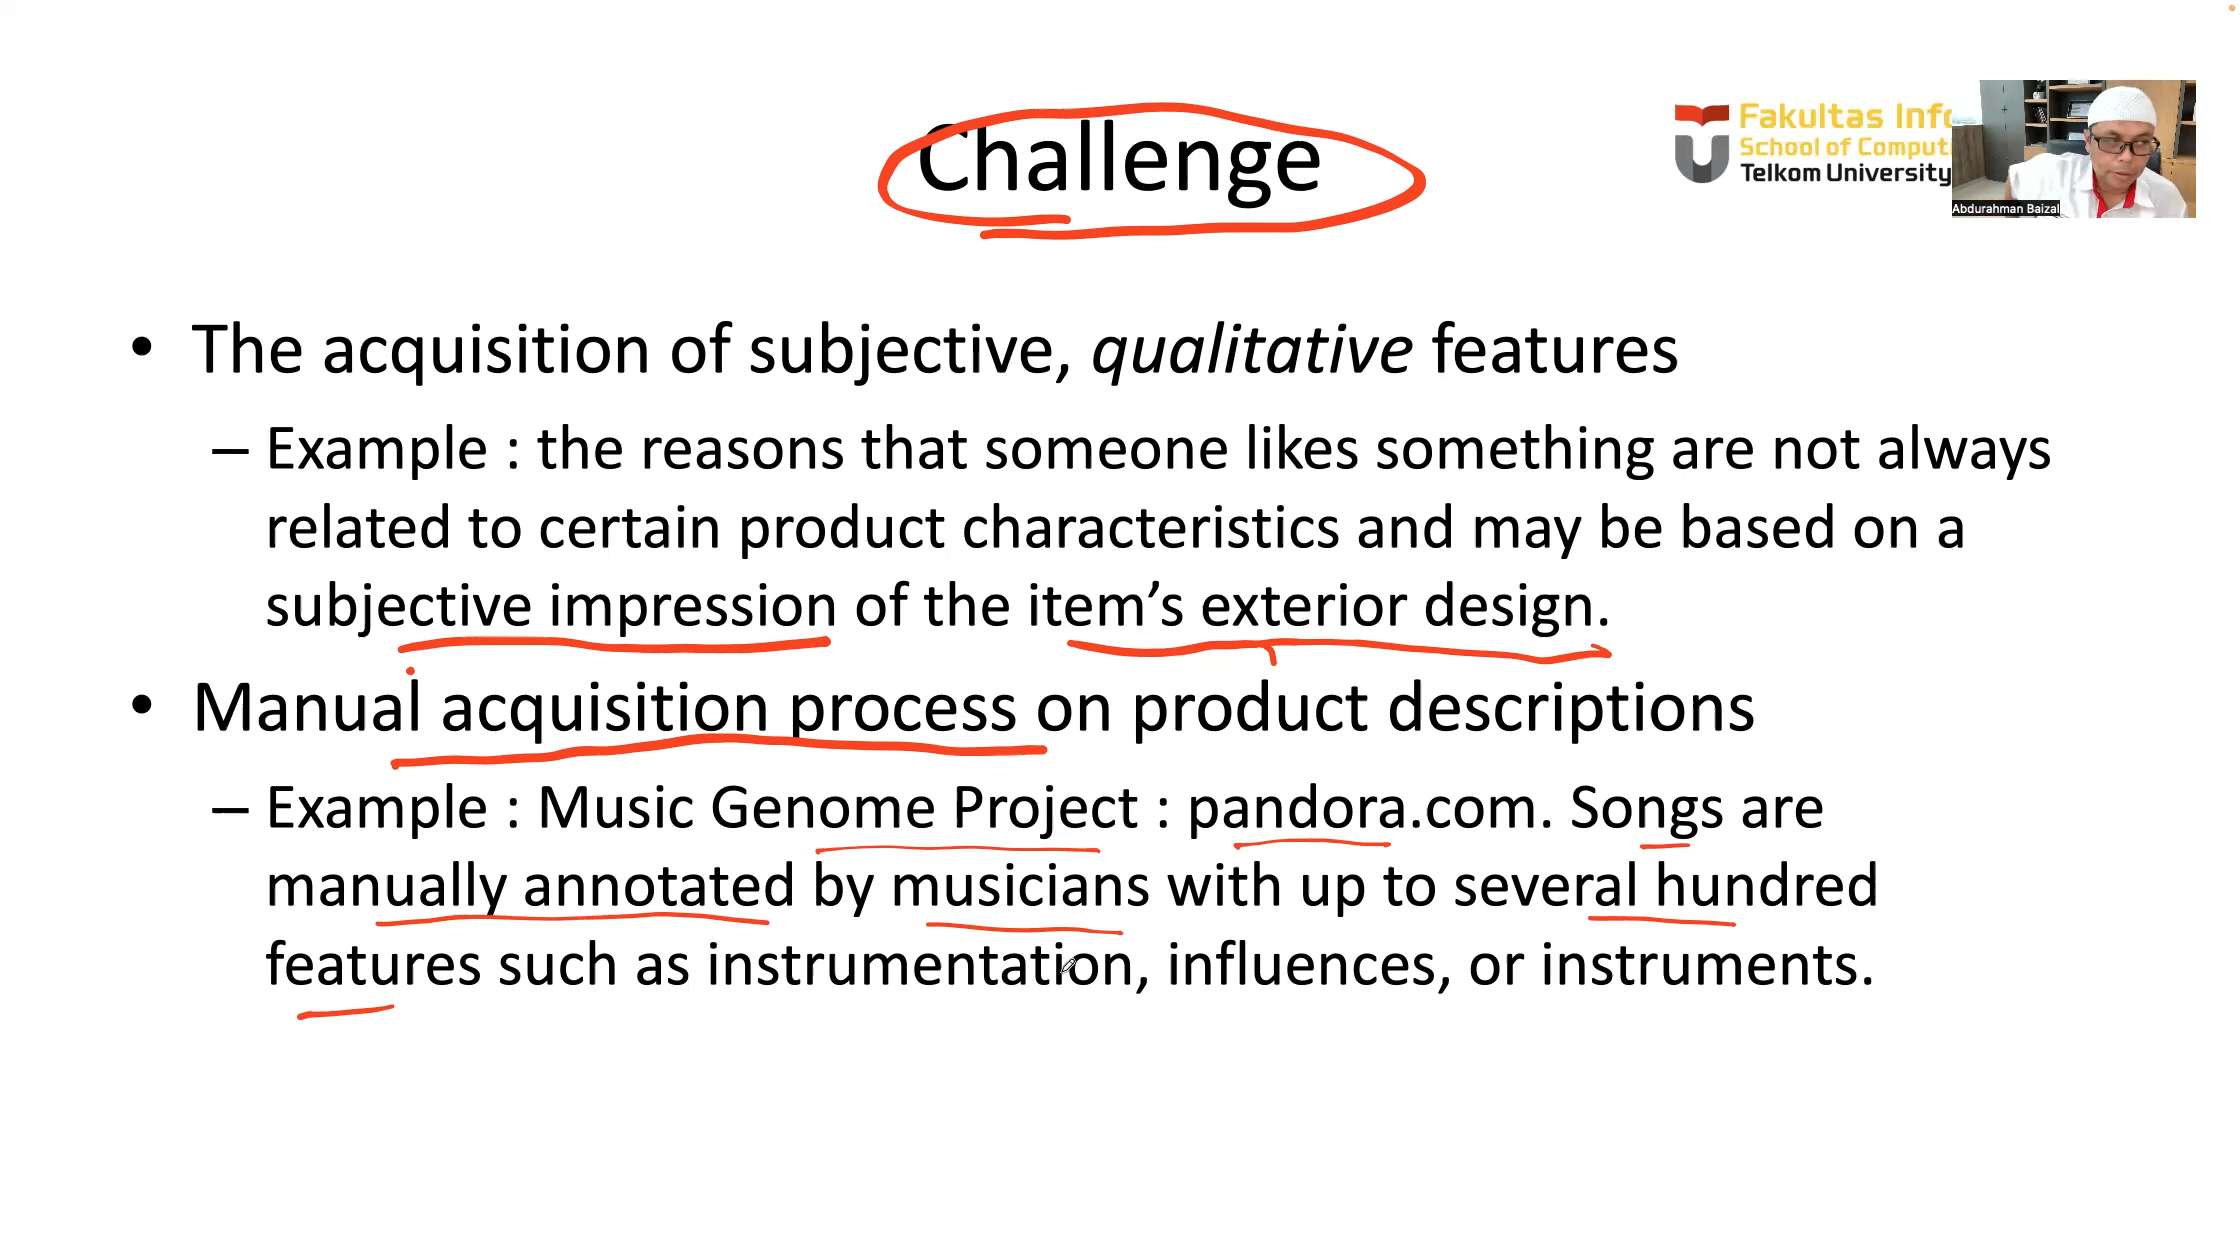 Challenge
Fakultas Info
School of Computi
Telkom University
Abdurahman Baizal
• The acquisition of subjective, qualitative features
– Example : the reasons that someone likes something are not always
related to certain product characteristics and may be based on a
subjective impression of the item’s exterior design.
• Manual acquisition process on product descriptions
– Example : Music Genome Project : pandora.com. Songs are
manually annotated by musicians with up to several hundred
features such as instrumentation, influences, or instruments.